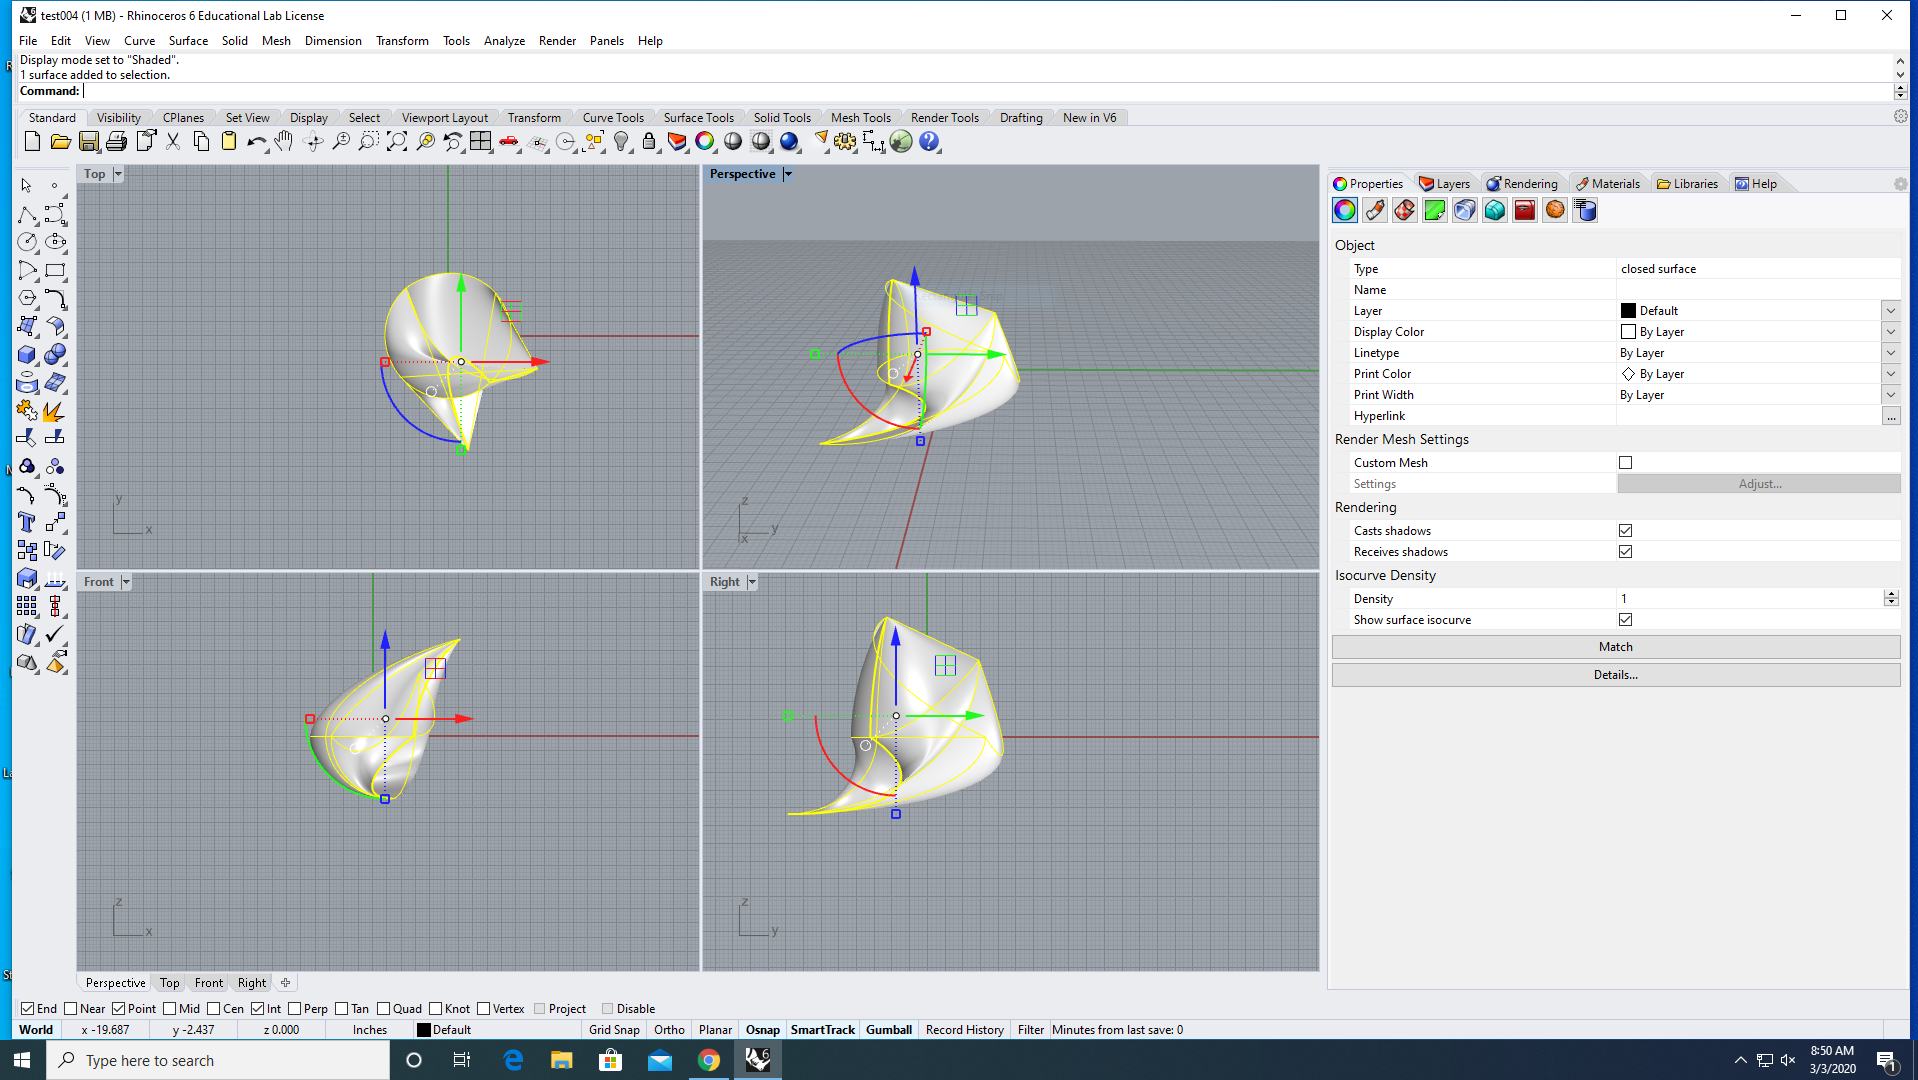 test004 (1 MB) - Rhinoceros 6 Educational Lab License
File Edit View Curve Surface Solid Mesh Dimension Transform Tools Analyze Render Panels Help
Display mode set to "Shaded".
1 surface added to selection.
Command:
Standard Visibility CPlanes Set View Display Select Viewport Layout Transform Curve Tools Surface Tools Solid Tools Mesh Tools Render Tools Drafting New in V6
Top
Perspective
Properties Layers Rendering Materials Libraries Help
Object
Type closed surface
Name
Layer Default
Display Color By Layer
Linetype By Layer
Print Color By Layer
Print Width By Layer
Hyperlink ...
Render Mesh Settings
Custom Mesh
Settings Adjust...
Rendering
Casts shadows
Receives shadows
Isocurve Density
Density 1
Show surface isocurve
Match
Details...
y
x
z
y
x
Front
Right
z
x
z
y
Perspective Top Front Right
End Near Point Mid Cen Int Perp Tan Quad Knot Vertex Project Disable
World x -19.687 y -2.437 z 0.000 Inches Default Grid Snap Ortho Planar Osnap SmartTrack Gumball Record History Filter Minutes from last save: 0
Type here to search
6
8:50 AM
3/3/2020
1